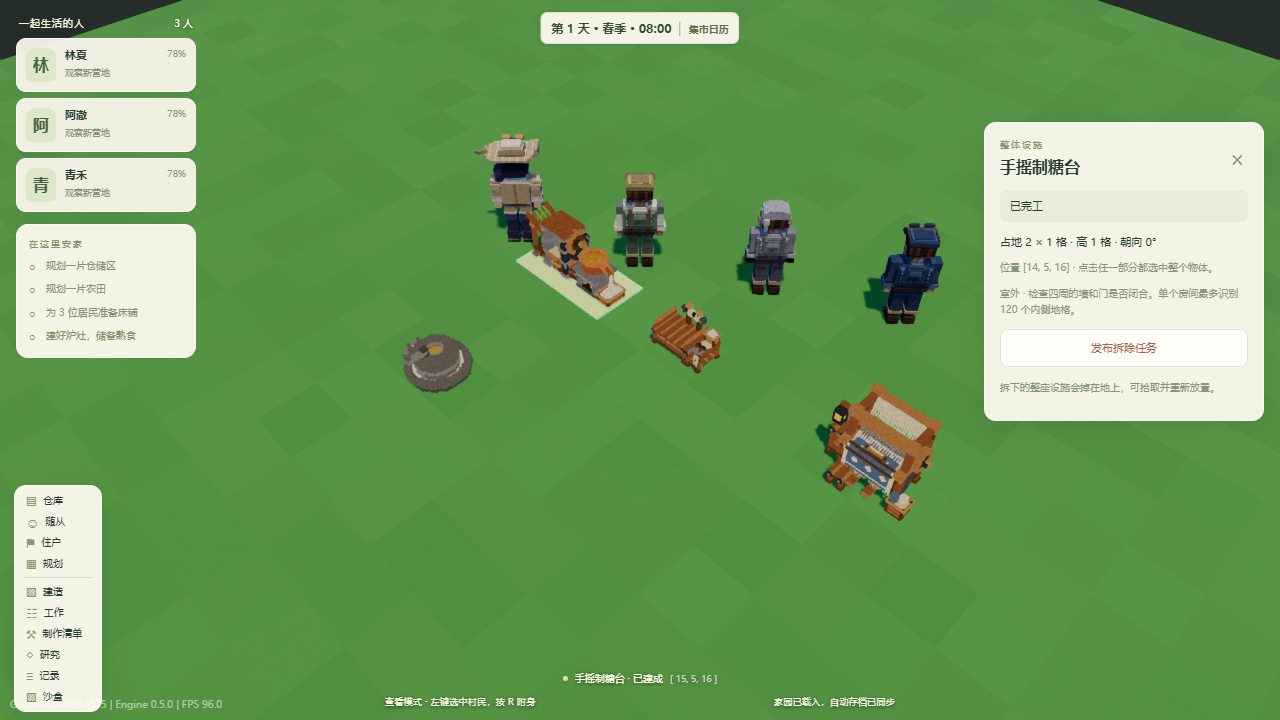 一起生活的人 3 人
林
林夏 78%
观察新营地
阿
阿澈 78%
观察新营地
青
青禾 78%
观察新营地
在这里安家
规划一片仓储区
规划一片农田
为 3 位居民准备床铺
建好炉灶，储备熟食
第 1 天 • 春季 • 08:00 | 集市日历
整体设施
手摇制糖台
已完工
占地 2 × 1 格 · 高 1 格 · 朝向 0°
位置 [14, 5, 16] · 点击任一部分都选中整个物体。
室外 · 检查四周的墙和门是否闭合。单个房间最多识别
120 个内侧地格。
发布拆除任务
拆下的整座设施会掉在地上，可拾取并重新放置。
仓库
随从
住户
规划
建造
工作
制作清单
研究
记录
沙盒
5 | Engine 0.5.0 | FPS 96.0
手摇制糖台 · 已建成 [ 15, 5, 16 ]
查看模式 · 左键选中村民，按 R 附身
家园已载入，自动存档已同步